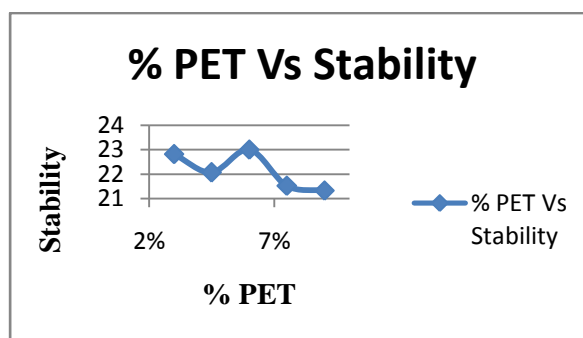 % PET Vs Stability
Stability
24
23
22
21
2%
7%
% PET
% PET Vs
Stability